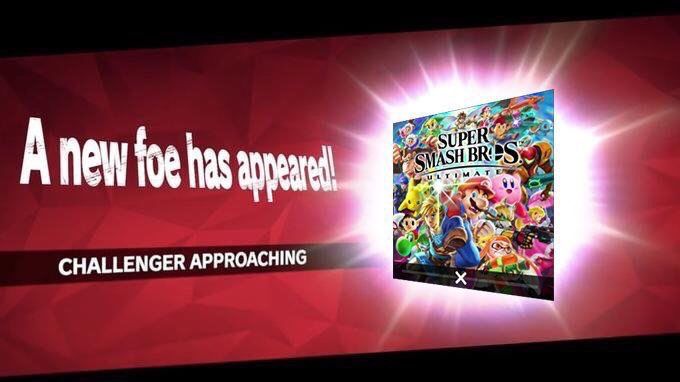 A new foe has appeared!
CHALLENGER APPROACHING
SUPER
SMASH BROS.
ULTIMATE
X